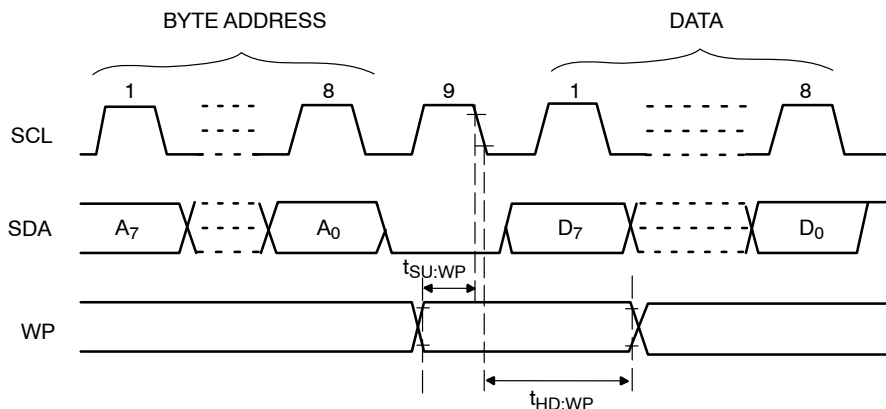 BYTE ADDRESS DATA
1 8 9 1 8
SCL
SDA A7 A0 D7 D0
tSU:WP
WP
tHD:WP